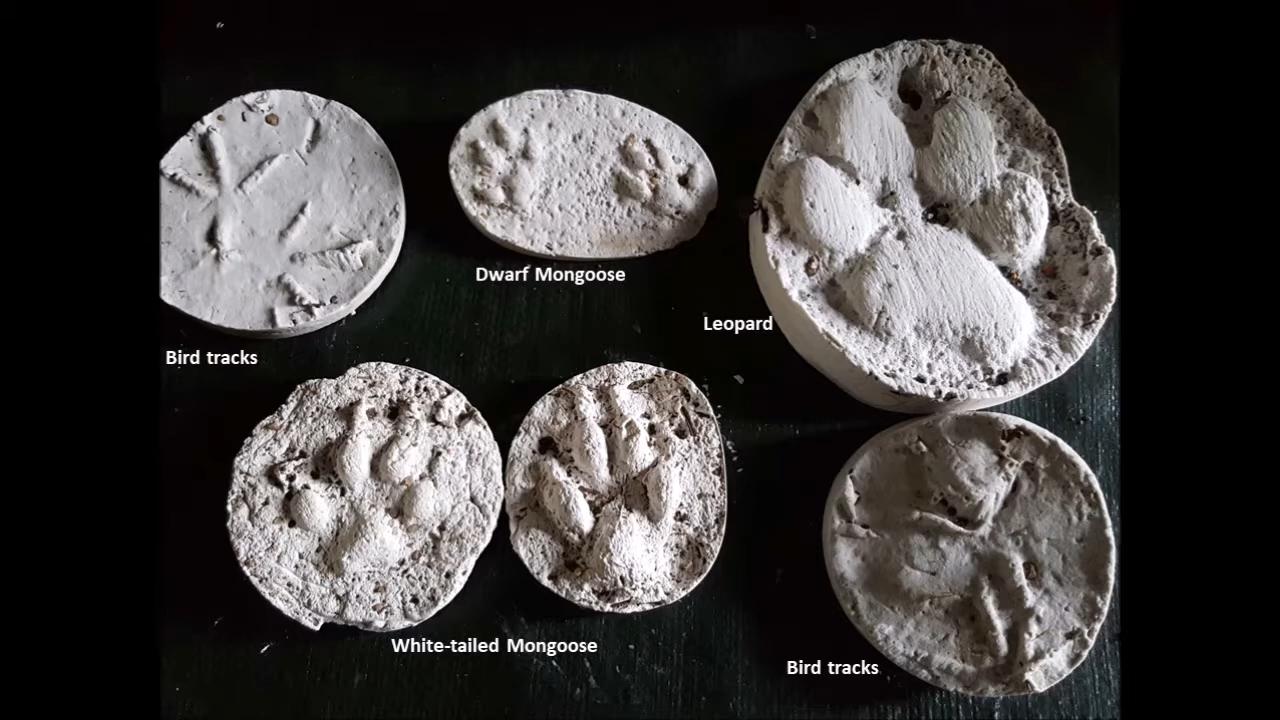 Dwarf Mongoose
Leopard
Bird tracks
White-tailed Mongoose
Bird tracks